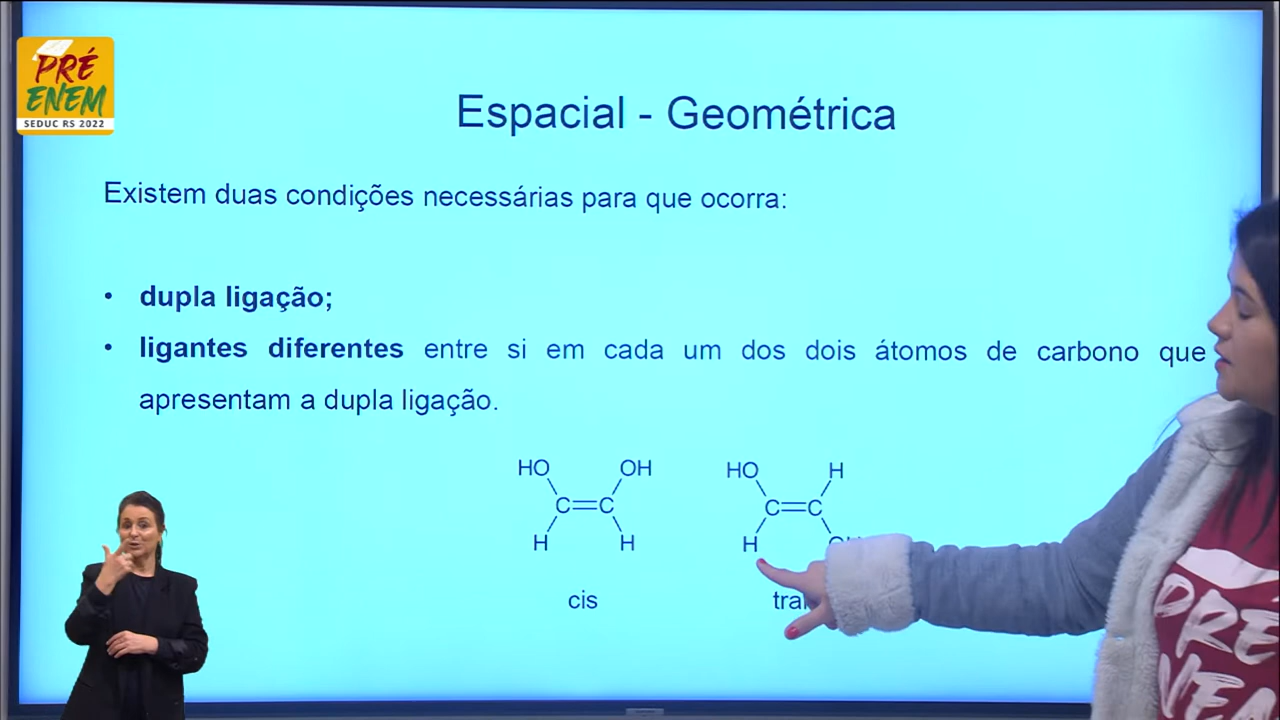 PRÉ
ENEM
SEDUC RS 2022
Espacial - Geométrica
Existem duas condições necessárias para que ocorra:
• dupla ligação;
• ligantes diferentes entre si em cada um dos dois átomos de carbono que
apresentam a dupla ligação.
HO OH HO H
C=C C=C
H H H
cis
PRÉ